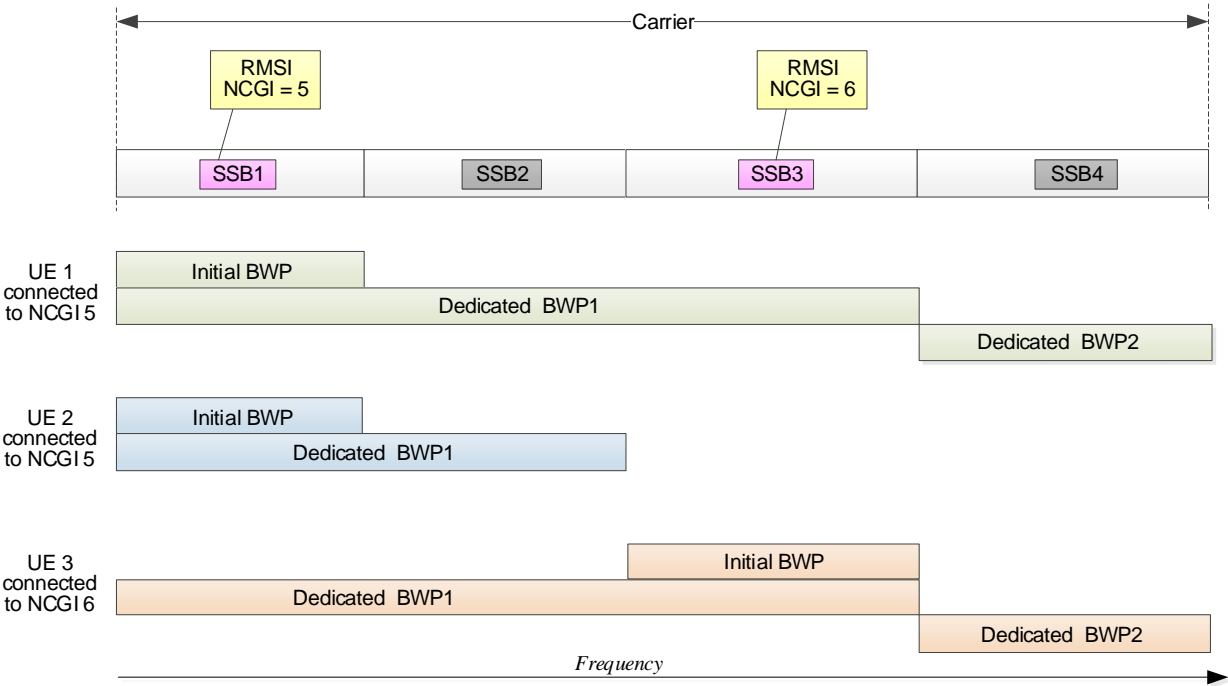 Carrier
RMSI
NCGI = 5
RMSI
NCGI = 6
SSB1
SSB2
SSB3
SSB4
UE 1
connected
to NCGI 5
Initial BWP
Dedicated BWP1
Dedicated BWP2
UE 2
connected
to NCGI 5
Initial BWP
Dedicated BWP1
UE 3
connected
to NCGI 6
Initial BWP
Dedicated BWP1
Dedicated BWP2
Frequency